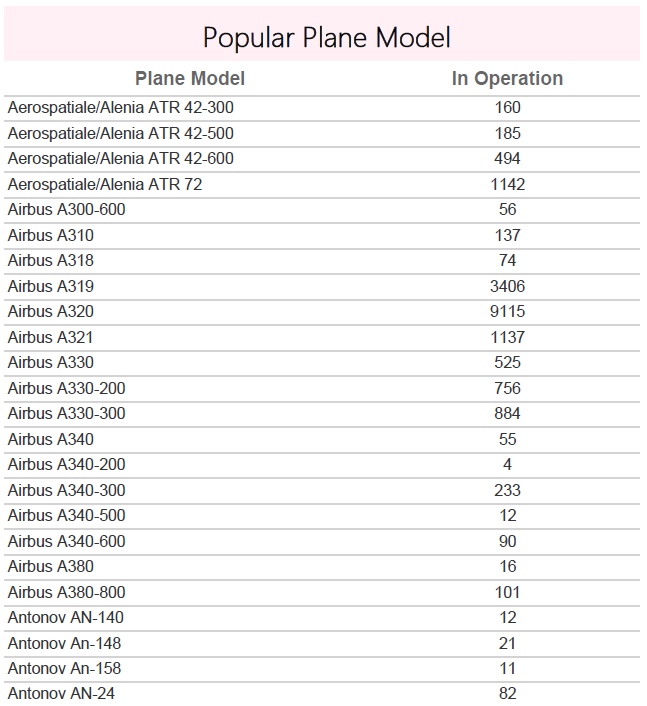 Popular Plane Model
Plane Model In Operation
Aerospatiale/Alenia ATR 42-300 160
Aerospatiale/Alenia ATR 42-500 185
Aerospatiale/Alenia ATR 42-600 494
Aerospatiale/Alenia ATR 72 1142
Airbus A300-600 56
Airbus A310 137
Airbus A318 74
Airbus A319 3406
Airbus A320 9115
Airbus A321 1137
Airbus A330 525
Airbus A330-200 756
Airbus A330-300 884
Airbus A340 55
Airbus A340-200 4
Airbus A340-300 233
Airbus A340-500 12
Airbus A340-600 90
Airbus A380 16
Airbus A380-800 101
Antonov AN-140 12
Antonov An-148 21
Antonov An-158 11
Antonov AN-24 82